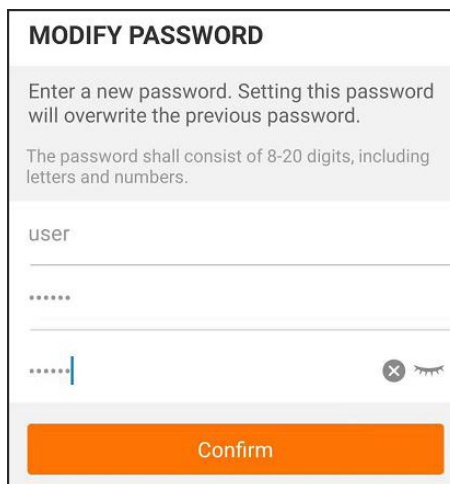 MODIFY PASSWORD
Enter a new password. Setting this password
will overwrite the previous password.
The password shall consist of 8-20 digits, including
letters and numbers.
user
••••••
••••••
Confirm